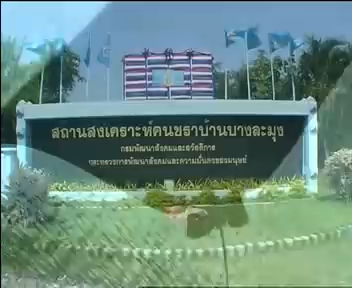 สถานสงเคราะห์คนชราบ้านบางละมุง
กรมพัฒนาสังคมและสวัสดิการ
กระทรวงการพัฒนาสังคมและความมั่นคงของมนุษย์